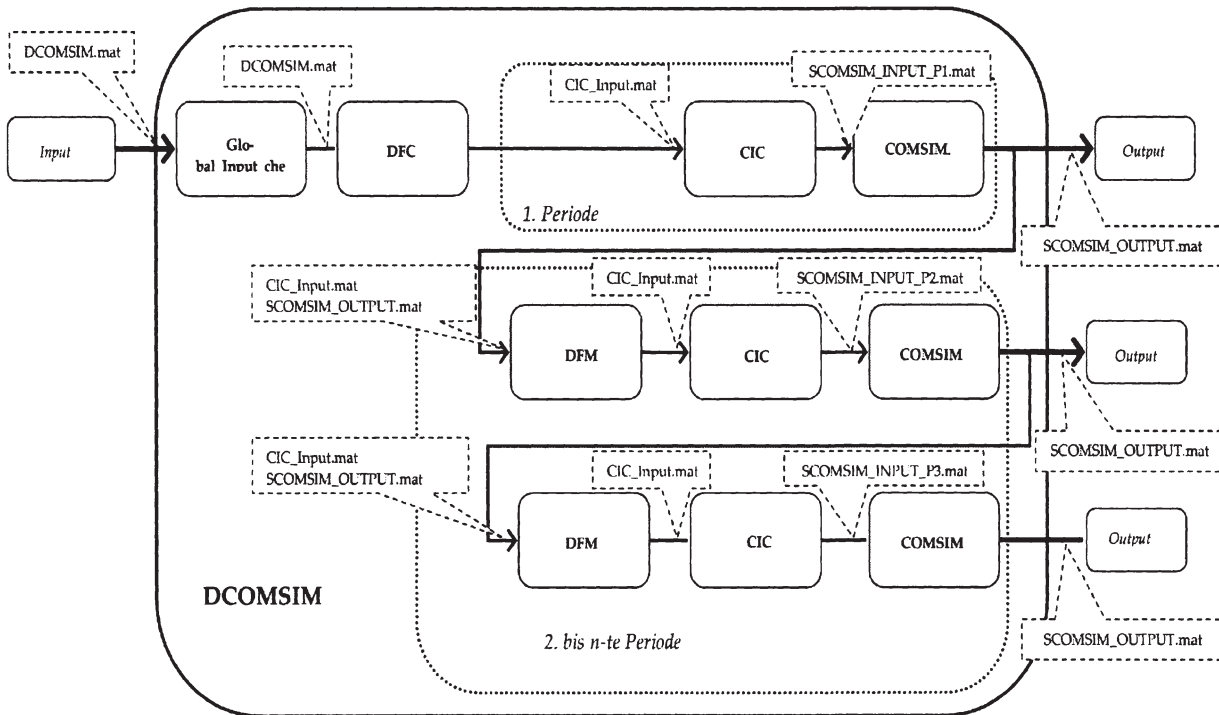 DCOMSIM.mat
DCOMSIM.mat
CIC_Input.mat
SCOMSIM_INPUT_P1.mat
Input
Glo-
bal Input che
DFC
CIC
COMSIM.
Output
1. Periode
SCOMSIM_OUTPUT.mat
CIC_Input.mat
SCOMSIM_OUTPUT.mat
CIC_Input.mat
SCOMSIM_INPUT_P2.mat
DFM
CIC
COMSIM
Output
SCOMSIM_OUTPUT.mat
CIC_Input.mat
SCOMSIM_OUTPUT.mat
CIC_Input.mat
SCOMSIM_INPUT_P3.mat
DFM
CIC
COMSIM
Output
DCOMSIM
2. bis n-te Periode
SCOMSIM_OUTPUT.mat